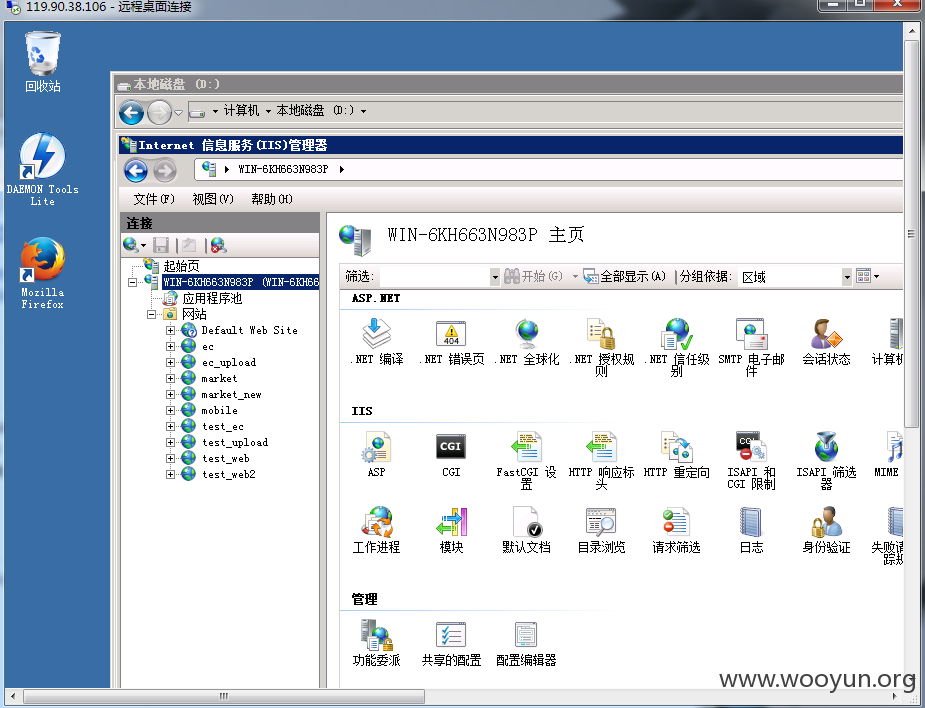 119.90.38.106 - 远程桌面连接
回收站
DAEMON Tools
Lite
Mozilla
Firefox
本地磁盘 (D:)
计算机 本地磁盘 (D:)
Internet 信息服务(IIS)管理器
WIN-6KH663N983P
文件(F) 视图(V) 帮助(H)
连接
起始页
WIN-6KH663N983P (WIN-6KH66
应用程序池
网站
Default Web Site
ec
ec_upload
market
market_new
mobile
test_ec
test_upload
test_web
test_web2
WIN-6KH663N983P 主页
筛选: 开始(G) 全部显示(A) 分组依据: 区域
ASP.NET
.NET 编译
.NET 错误页
.NET 全球化
.NET 授权规
则
.NET 信任级
别
SMTP 电子邮
件
会话状态
计算机
IIS
ASP
CGI
CGI
FastCGI 设
置
HTTP 响应标
头
HTTP 重定向
ISAPI 和
CGI 限制
ISAPI 筛选
器
MIME
工作进程
模块
默认文档
目录浏览
请求筛选
日志
身份验证
失败请
踪规
管理
功能委派
共享的配置
配置编辑器
404
www.wooyun.org